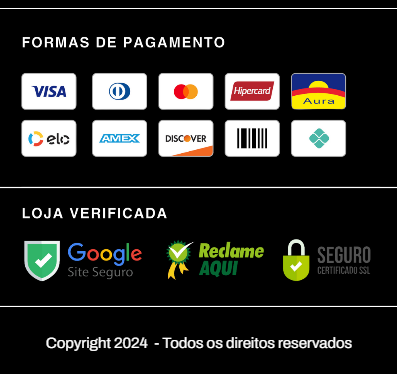 FORMAS DE PAGAMENTO
VISA
Hipercard
Aura
elo
AMEX
DISCOVER
LOJA VERIFICADA
Google
Site Seguro
Reclame
AQUI
SEGURO
CERTIFICADO SSL
Copyright 2024 - Todos os direitos reservados